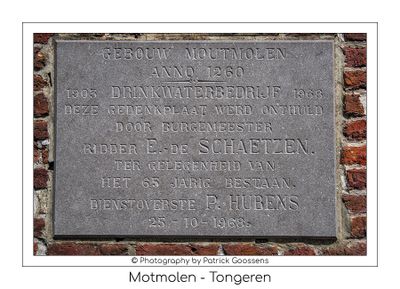 GEBOUW MOUTMOLEN
ANNO 1260
1903 DRINKWATERBEDRIJF 1968
DEZE GEDENKPLAAT WERD ONTHULD
DOOR BURGEMEESTER
RIDDER E. DE SCHAETZEN.
TER GELEGENHEID VAN
HET 65 JARIG BESTAAN.
DIENSTOVERSTE P. HUBENS
25-10-1968.
© Photography by Patrick Goossens
Motmolen - Tongeren